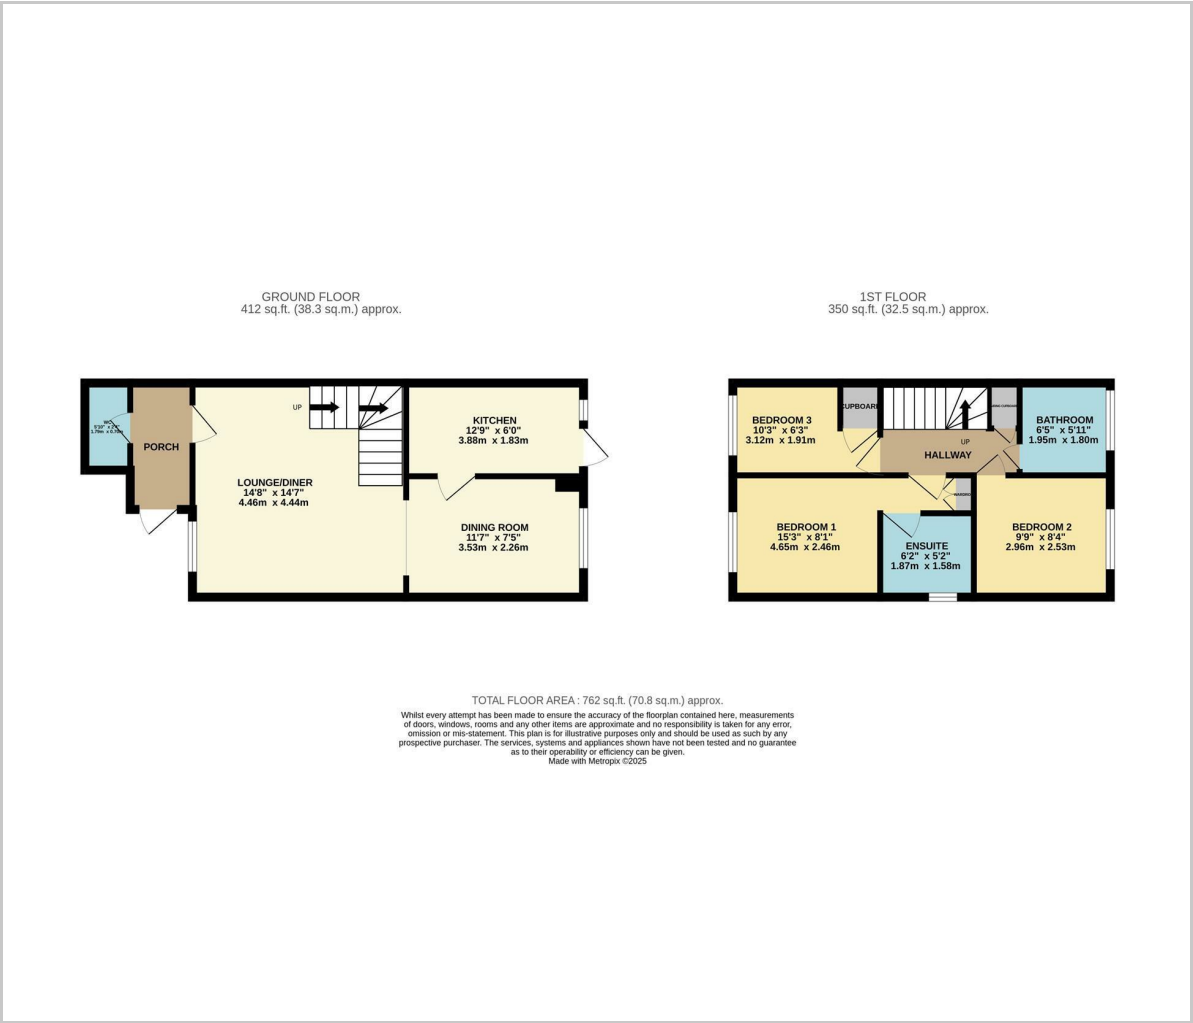 GROUND FLOOR
412 sq.ft. (38.3 sq.m.) approx.
1ST FLOOR
350 sq.ft. (32.5 sq.m.) approx.
WC
PORCH
UP
LOUNGE/DINER
14'8" x 14'7"
4.46m x 4.44m
KITCHEN
12'9" x 6'0"
3.88m x 1.83m
DINING ROOM
11'7" x 7'5"
3.53m x 2.26m
BEDROOM 3
10'3" x 6'3"
3.12m x 1.91m
CUPBOARD
UP
HALLWAY
BATHROOM
6'5" x 5'11"
1.95m x 1.80m
BEDROOM 1
15'3" x 8'1"
4.65m x 2.46m
ENSUITE
6'2" x 5'2"
1.87m x 1.58m
BEDROOM 2
9'9" x 8'4"
2.96m x 2.53m
TOTAL FLOOR AREA : 762 sq.ft. (70.8 sq.m.) approx.
Whilst every attempt has been made to ensure the accuracy of the floorplan contained here, measurements
of doors, windows, rooms and any other items are approximate and no responsibility is taken for any error,
omission or mis-statement. This plan is for illustrative purposes only and should be used as such by any
prospective purchaser. The services, systems and appliances shown have not been tested and no guarantee
as to their operability or efficiency can be given.
Made with Metropix ©2025